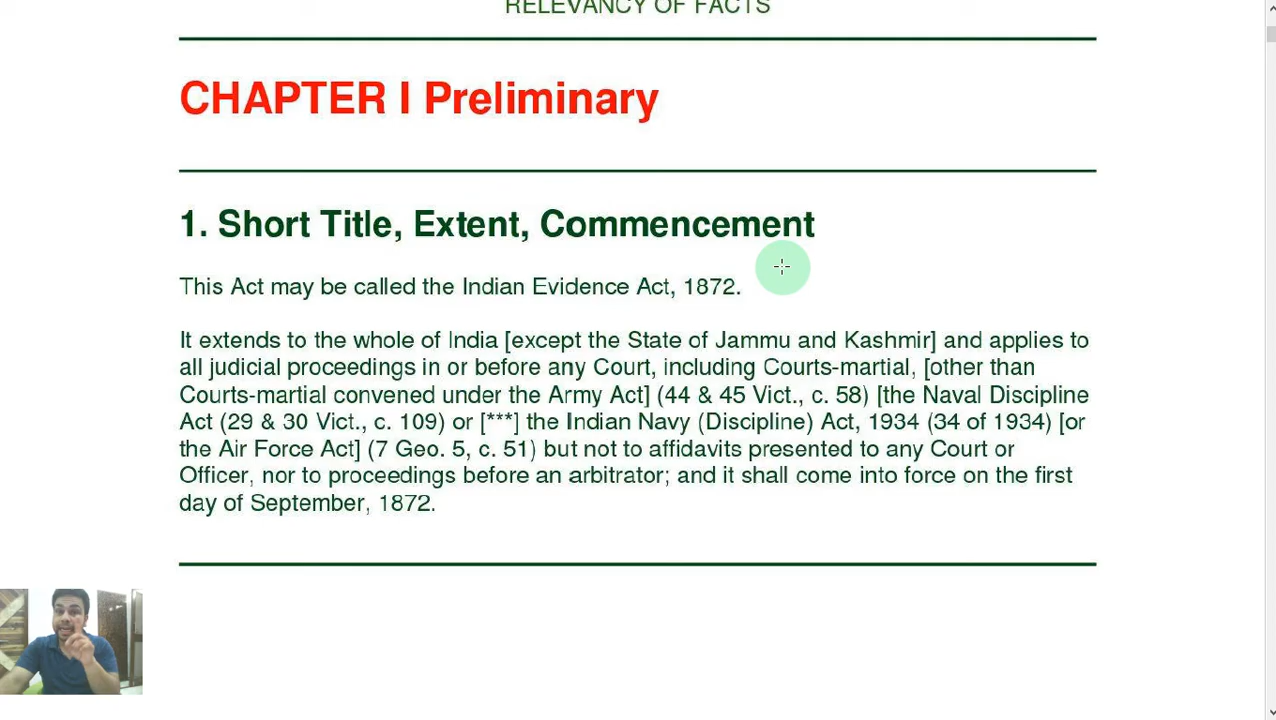 RELEVANCY OF FACTS
CHAPTER I Preliminary
1. Short Title, Extent, Commencement
This Act may be called the Indian Evidence Act, 1872.
It extends to the whole of India [except the State of Jammu and Kashmir] and applies to
all judicial proceedings in or before any Court, including Courts-martial, [other than
Courts-martial convened under the Army Act] (44 & 45 Vict., c. 58) [the Naval Discipline
Act (29 & 30 Vict., c. 109) or [***] the Indian Navy (Discipline) Act, 1934 (34 of 1934) [or
the Air Force Act] (7 Geo. 5, c. 51) but not to affidavits presented to any Court or
Officer, nor to proceedings before an arbitrator; and it shall come into force on the first
day of September, 1872.